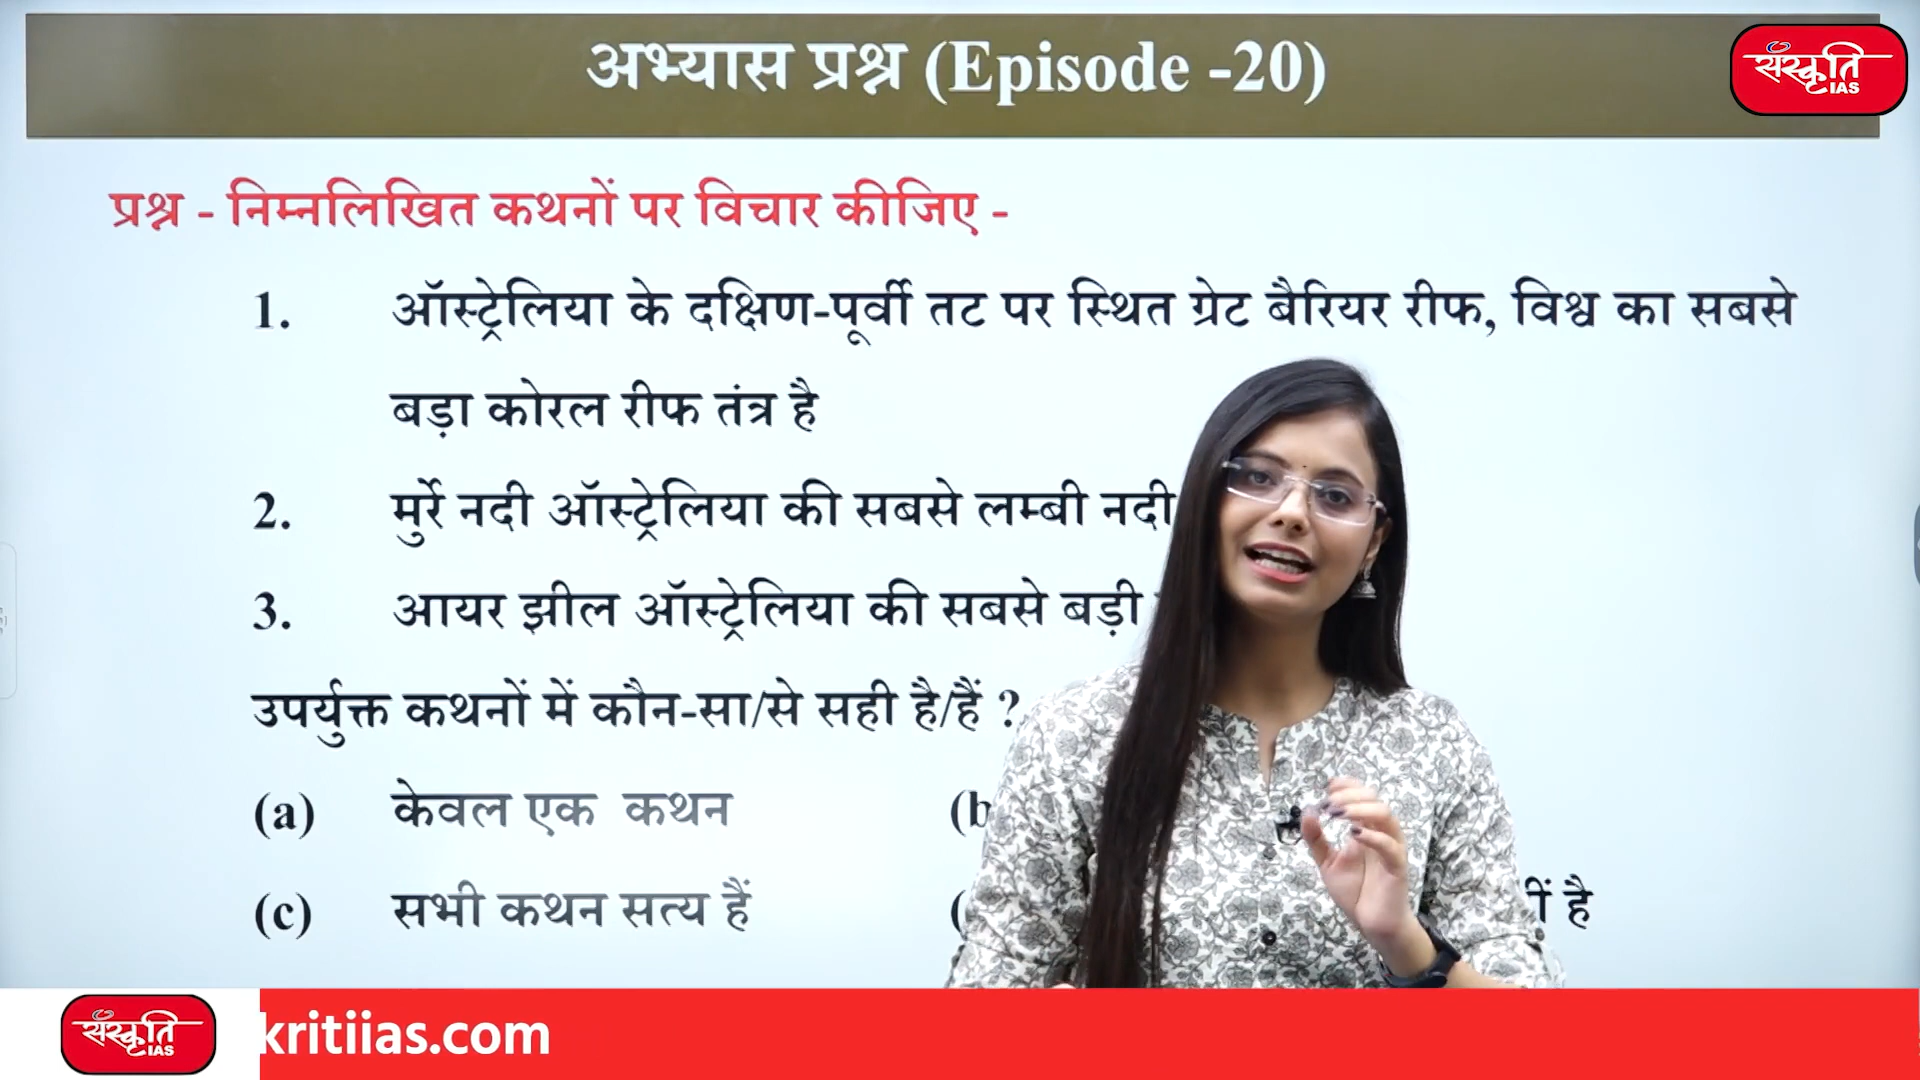 अभ्यास प्रश्न (Episode -20)
संस्कृति
IAS
प्रश्न - निम्नलिखित कथनों पर विचार कीजिए -
1. ऑस्ट्रेलिया के दक्षिण-पूर्वी तट पर स्थित ग्रेट बैरियर रीफ, विश्व का सबसे
बड़ा कोरल रीफ तंत्र है
2. मुर्रे नदी ऑस्ट्रेलिया की सबसे लम्बी नदी
3. आयर झील ऑस्ट्रेलिया की सबसे बड़ी
उपर्युक्त कथनों में कौन-सा/से सही है/हैं ?
(a) केवल एक कथन (b
(c) सभी कथन सत्य हैं ( है
संस्कृति
IAS
kritiias.com